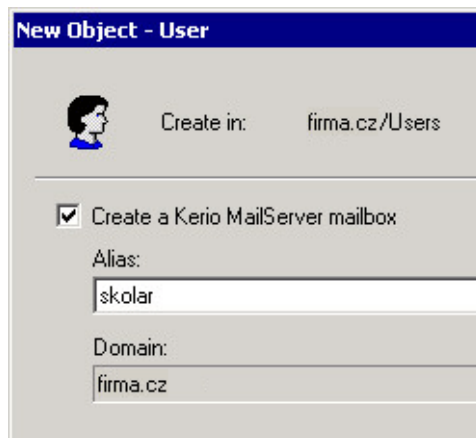 New Object - User
Create in: firma.cz/Users
Create a Kerio MailServer mailbox
Alias:
skolar
Domain:
firma.cz